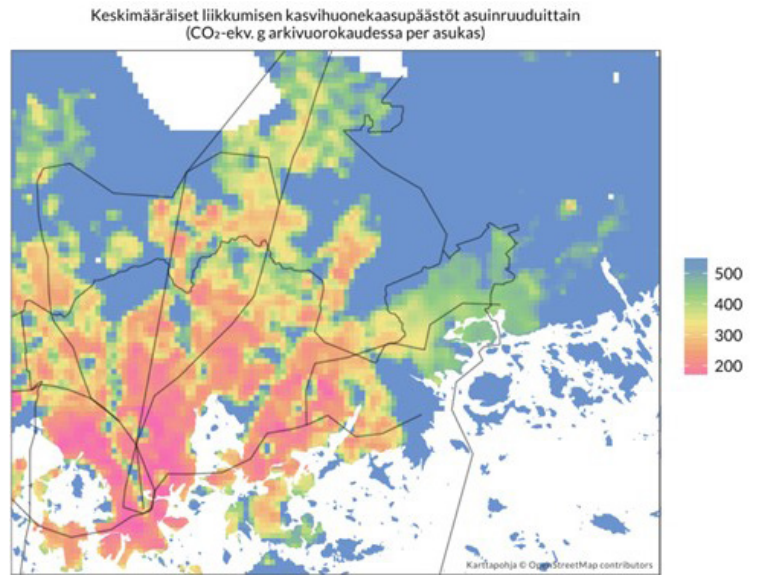 Keskimääräiset liikkumisen kasvihuonekaasupäästöt asuinruuduittain
(CO₂-ekv. g arkivuorokaudessa per asukas)
500
400
300
200
Karttapohja © OpenStreetMap contributors